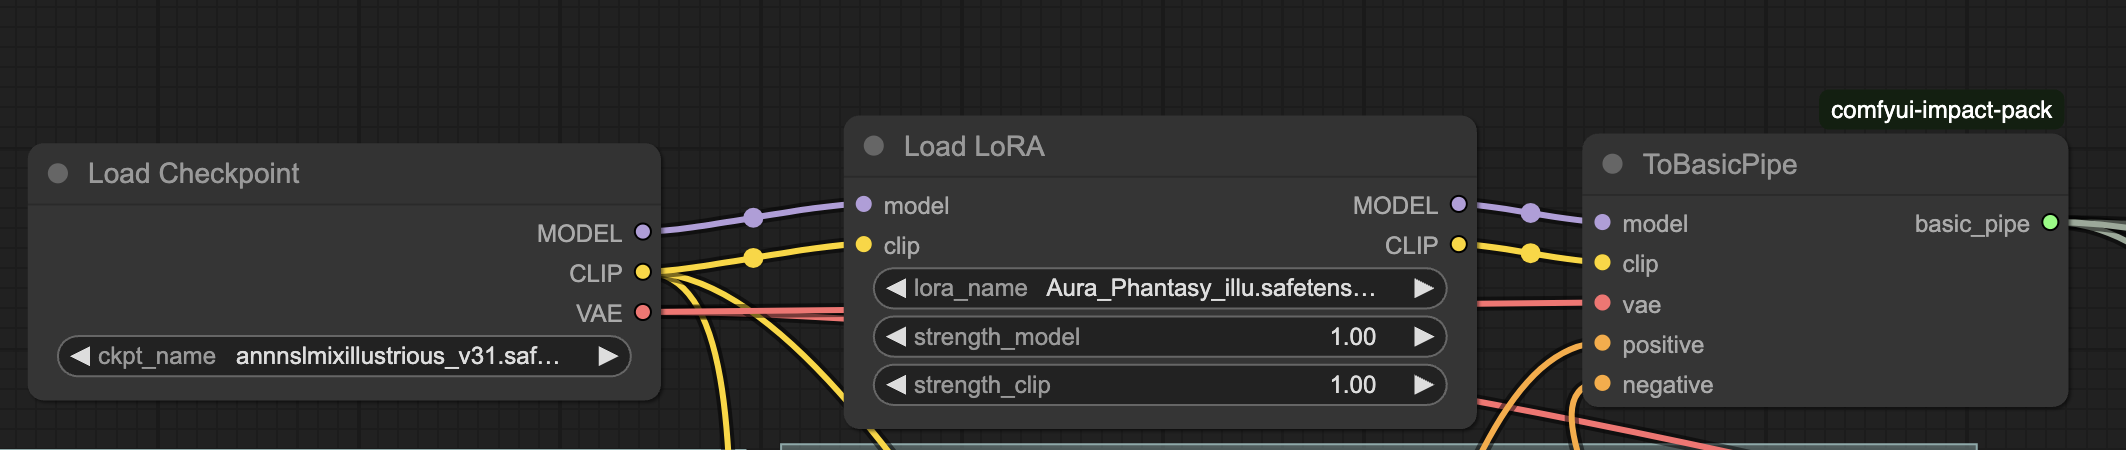 comfyui-impact-pack
Load Checkpoint
MODEL
CLIP
VAE
ckpt_name annnslmixillustrious_v31.saf...
Load LoRA
model MODEL
clip CLIP
lora_name Aura_Phantasy_illu.safetens...
strength_model 1.00
strength_clip 1.00
ToBasicPipe
model basic_pipe
clip
vae
positive
negative